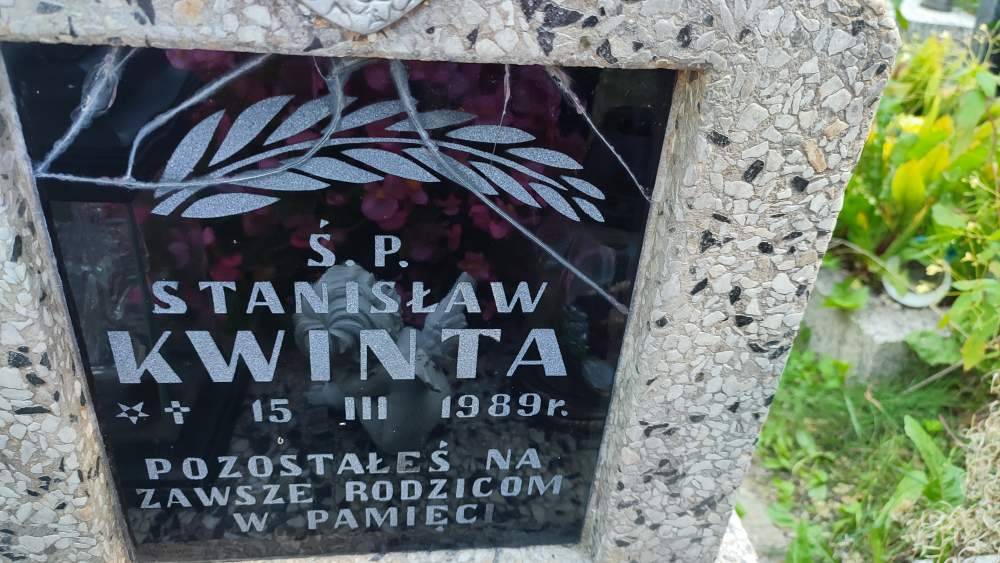 Ś. P.
STANISŁAW
KWINTA
☆ ✝ 15 III 1989r.
POZOSTAŁEŚ NA
ZAWSZE RODZICOM
W PAMIĘCI